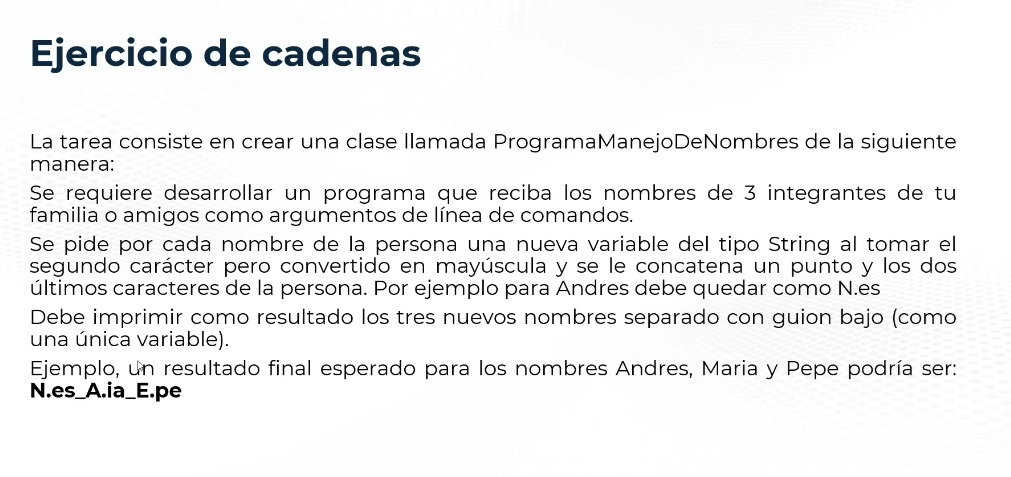 Ejercicio de cadenas
La tarea consiste en crear una clase llamada ProgramaManejoDeNombres de la siguiente
manera:
Se requiere desarrollar un programa que reciba los nombres de 3 integrantes de tu
familia o amigos como argumentos de línea de comandos.
Se pide por cada nombre de la persona una nueva variable del tipo String al tomar el
segundo carácter pero convertido en mayúscula y se le concatena un punto y los dos
últimos caracteres de la persona. Por ejemplo para Andres debe quedar como N.es
Debe imprimir como resultado los tres nuevos nombres separado con guion bajo (como
una única variable).
Ejemplo, un resultado final esperado para los nombres Andres, Maria y Pepe podría ser:
N.es_A.ia_E.pe